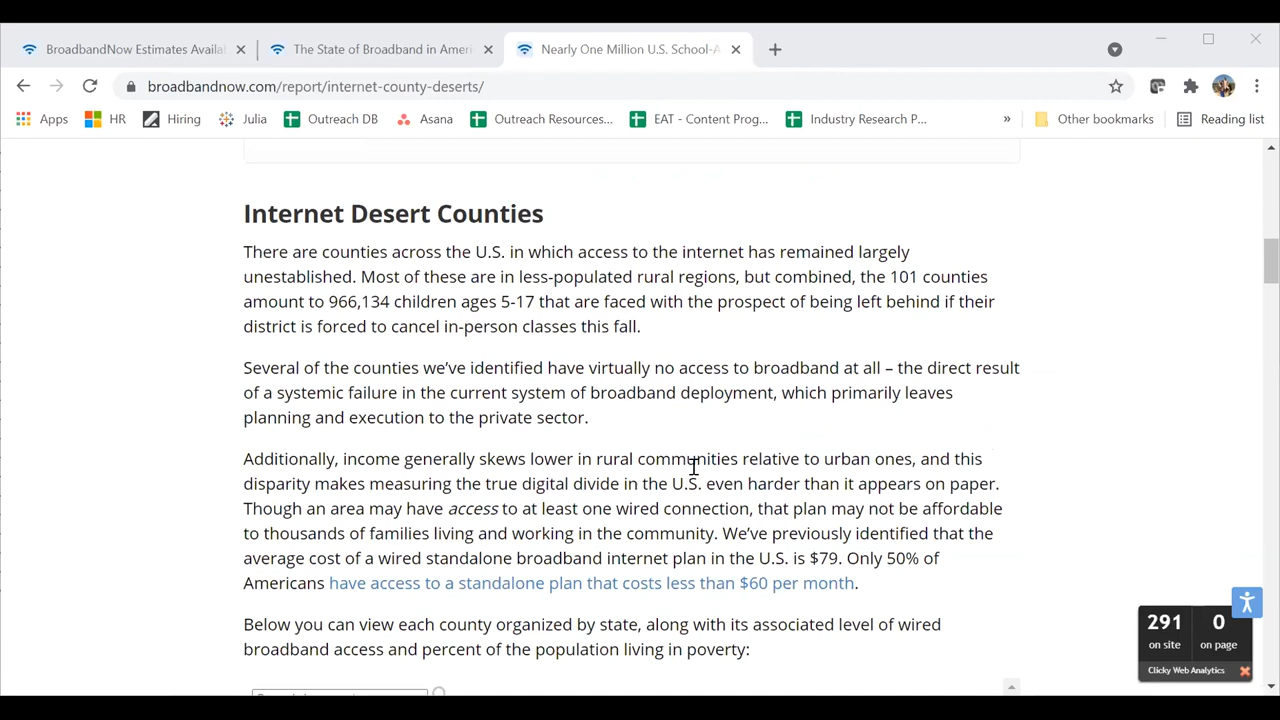 BroadbandNow Estimates Availa
The State of Broadband in Ameri
Nearly One Million U.S. School-A
broadbandnow.com/report/internet-county-deserts/
Apps
HR
Hiring
Julia
Outreach DB
Asana
Outreach Resources...
EAT - Content Prog...
Industry Research P...
»
Other bookmarks
Reading list
Internet Desert Counties
There are counties across the U.S. in which access to the internet has remained largely
unestablished. Most of these are in less-populated rural regions, but combined, the 101 counties
amount to 966,134 children ages 5-17 that are faced with the prospect of being left behind if their
district is forced to cancel in-person classes this fall.
Several of the counties we've identified have virtually no access to broadband at all – the direct result
of a systemic failure in the current system of broadband deployment, which primarily leaves
planning and execution to the private sector.
Additionally, income generally skews lower in rural communities relative to urban ones, and this
disparity makes measuring the true digital divide in the U.S. even harder than it appears on paper.
Though an area may have access to at least one wired connection, that plan may not be affordable
to thousands of families living and working in the community. We've previously identified that the
average cost of a wired standalone broadband internet plan in the U.S. is $79. Only 50% of
Americans have access to a standalone plan that costs less than $60 per month.
Below you can view each county organized by state, along with its associated level of wired
broadband access and percent of the population living in poverty:
291
on site
0
on page
Clicky Web Analytics